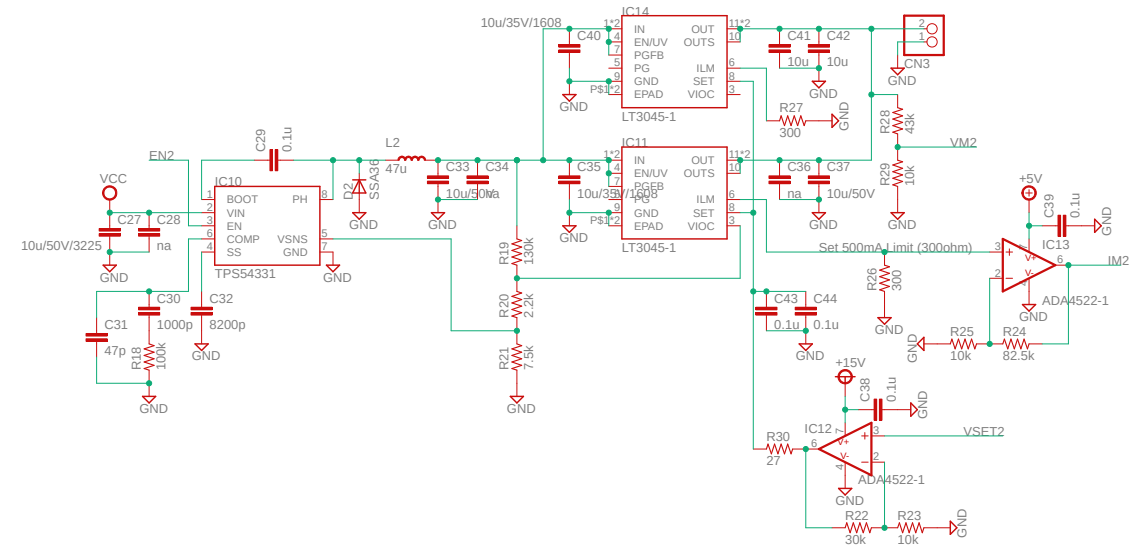 IC14
10u/35V/1608
C40
1*2 IN OUT 11*2
4 EN/UV OUTS 10
7 PGFB
5 PG ILM 6
9 GND SET 8
P$1*2 EPAD VIOC 3
LT3045-1
GND
C41
10u
C42
10u
GND
2
1
CN3
GND
R27
300
GND
R28
43k
VM2
R29
10k
GND
C29
0.1u
EN2
VCC
C27
C28
10u/50V/3225
na
GND
IC10
1 BOOT PH 8
2 VIN
3 EN
6 COMP VSNS 5
4 SS GND 7
TPS54331
GND
D2
SSA36
GND
L2
47u
C33
C34
10u/50V
na
GND
C35
10u/35V/1608
GND
IC11
1*2 IN OUT 11*2
4 EN/UV OUTS 10
7 PGFB
5 PG ILM 6
9 GND SET 8
P$1*2 EPAD VIOC 3
LT3045-1
C36
na
C37
10u/50V
GND
R19
130k
R20
2.2k
R21
7.5k
GND
C30
1000p
C31
47p
R18
100k
GND
C32
8200p
GND
Set 500mA Limit (300ohm)
R26
300
GND
+5V
C39
0.1u
GND
IC13
3
2
7
V+
V-
4
6
IM2
ADA4522-1
GND
GND
R25
10k
R24
82.5k
C43
0.1u
C44
0.1u
GND
+15V
C38
0.1u
GND
IC12
7
V+
V-
4
6
3
2
VSET2
ADA4522-1
GND
R30
27
R22
30k
R23
10k
GND